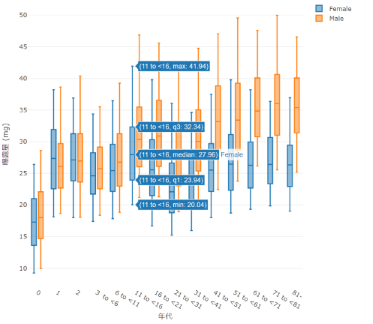 Female
Male
50
45
40
35
30
25
20
15
10
曝露量 [mg]
(11 to <16, max: 41.94)
(11 to <16, q3: 32.34)
(11 to <16, median: 27.96) Female
(11 to <16, q1: 23.94)
(11 to <16, min: 20.04)
0
1
2
3 to <6
6 to <11
11 to <16
16 to <21
21 to <31
31 to <41
41 to <51
51 to <61
61 to <71
71 to <81
81-
年代